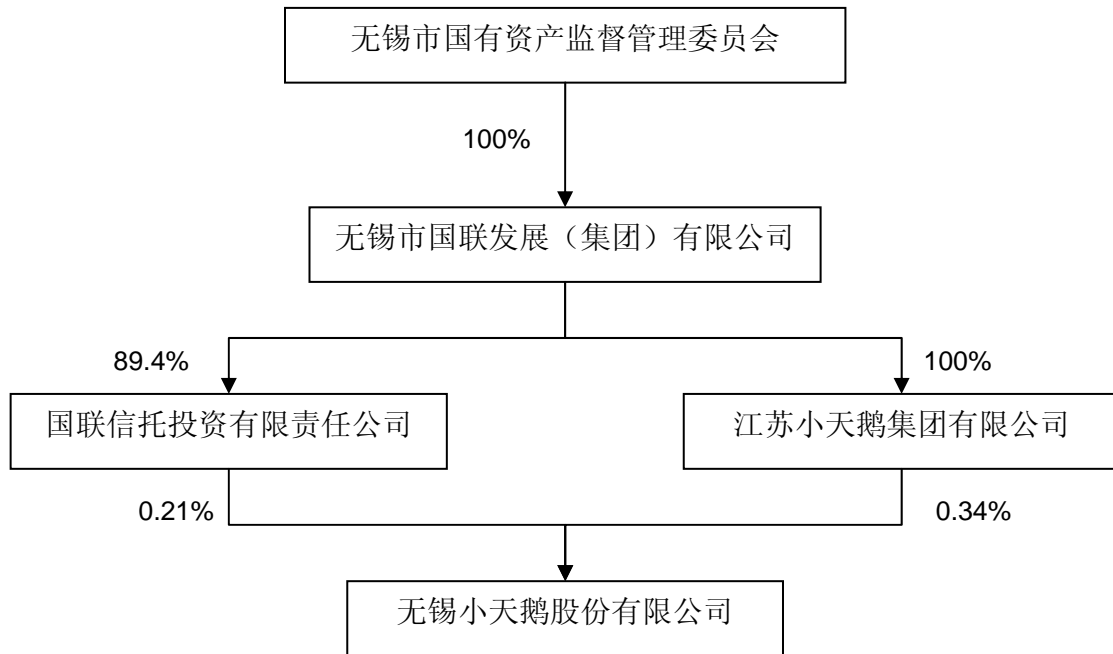 无锡市国有资产监督管理委员会
100%
无锡市国联发展（集团）有限公司
89.4%
100%
国联信托投资有限责任公司
江苏小天鹅集团有限公司
0.21%
0.34%
无锡小天鹅股份有限公司